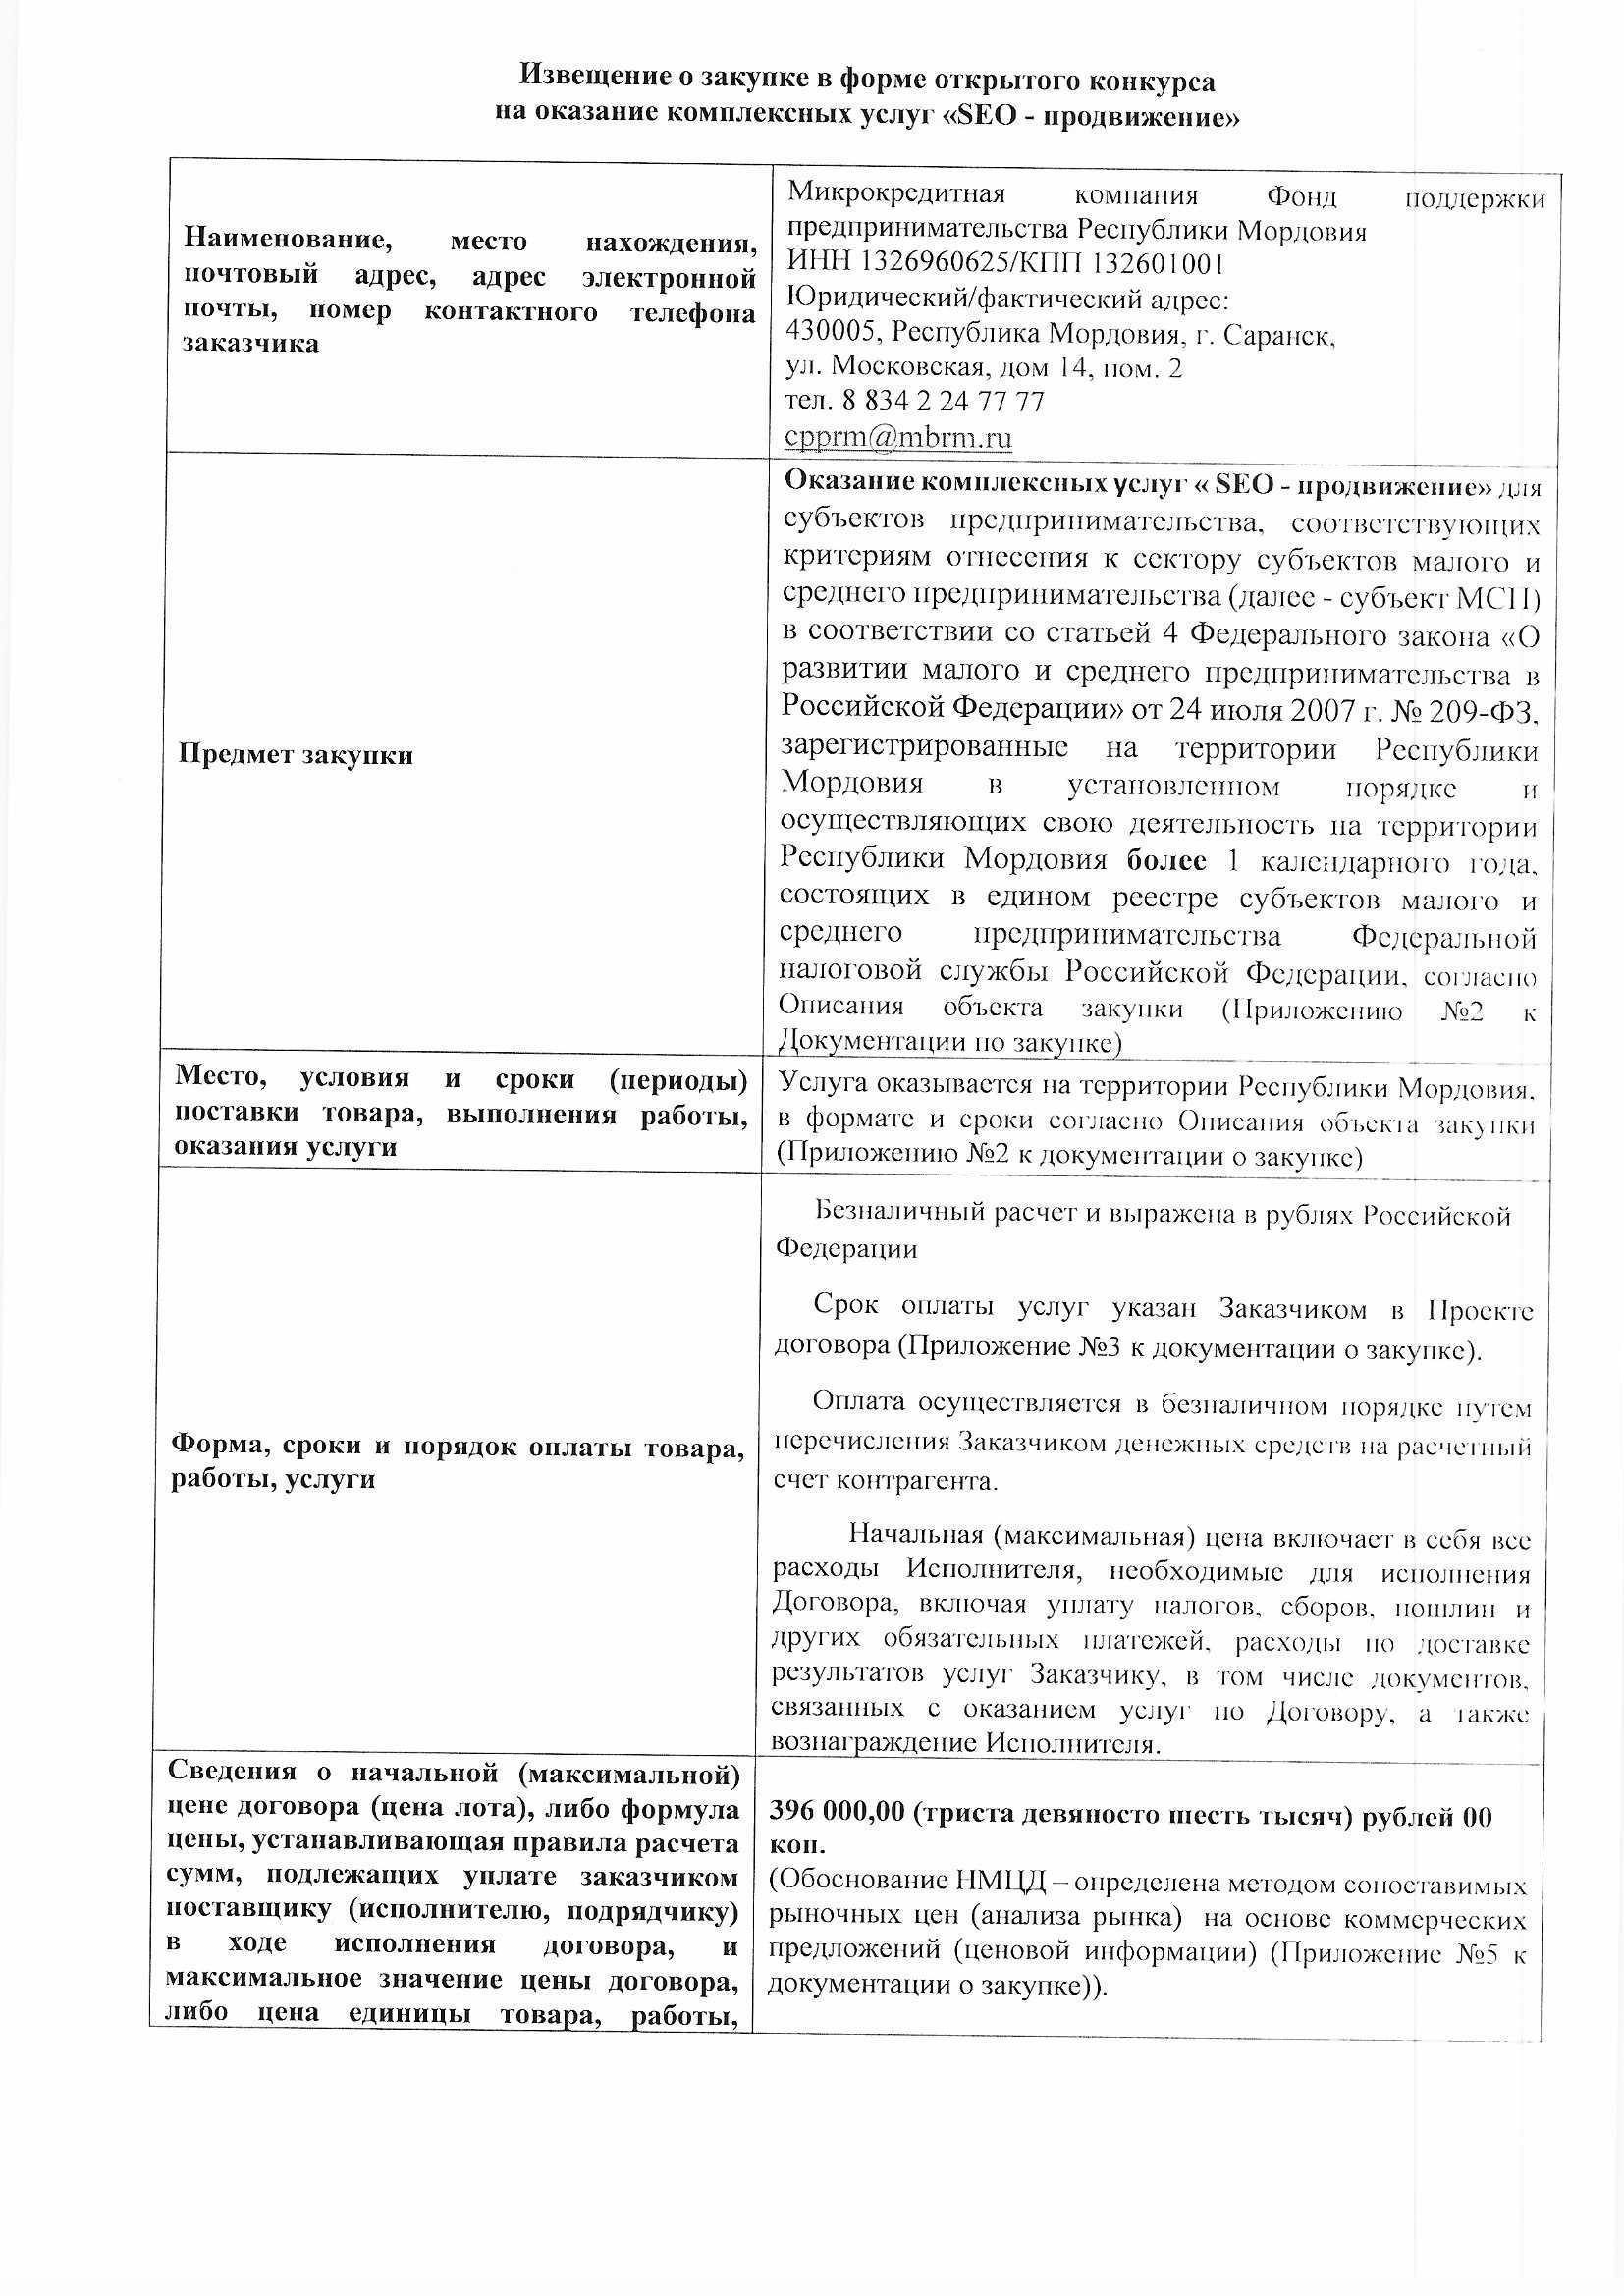 Извещение о закупке в форме открытого конкурса
на оказание комплексных услуг «SEO - продвижение»
Наименование, место нахождения,
почтовый адрес, адрес электронной
почты, номер контактного телефона
заказчика
Микрокредитная компания Фонд поддержки
предпринимательства Республики Мордовия
ИНН 1326960625/КПП 132601001
Юридический/фактический адрес:
430005, Республика Мордовия, г. Саранск,
ул. Московская, дом 14, пом. 2
тел. 8 834 2 24 77 77
cpprm@mbrm.ru
Предмет закупки
Оказание комплексных услуг « SEO - продвижение» для
субъектов предпринимательства, соответствующих
критериям отнесения к сектору субъектов малого и
среднего предпринимательства (далее - субъект МСП)
в соответствии со статьей 4 Федерального закона «О
развитии малого и среднего предпринимательства в
Российской Федерации» от 24 июля 2007 г. № 209-ФЗ,
зарегистрированные на территории Республики
Мордовия в установленном порядке и
осуществляющих свою деятельность на территории
Республики Мордовия более 1 календарного года,
состоящих в едином реестре субъектов малого и
среднего предпринимательства Федеральной
налоговой службы Российской Федерации, согласно
Описания объекта закупки (Приложению №2 к
Документации по закупке)
Место, условия и сроки (периоды)
поставки товара, выполнения работы,
оказания услуги
Услуга оказывается на территории Республики Мордовия,
в формате и сроки согласно Описания объекта закупки
(Приложению №2 к документации о закупке)
Форма, сроки и порядок оплаты товара,
работы, услуги
Безналичный расчет и выражена в рублях Российской
Федерации
Срок оплаты услуг указан Заказчиком в Проекте
договора (Приложение №3 к документации о закупке).
Оплата осуществляется в безналичном порядке путем
перечисления Заказчиком денежных средств на расчетный
счет контрагента.
Начальная (максимальная) цена включает в себя все
расходы Исполнителя, необходимые для исполнения
Договора, включая уплату налогов, сборов, пошлин и
других обязательных платежей, расходы по доставке
результатов услуг Заказчику, в том числе документов,
связанных с оказанием услуг по Договору, а также
вознаграждение Исполнителя.
Сведения о начальной (максимальной)
цене договора (цена лота), либо формула
цены, устанавливающая правила расчета
сумм, подлежащих уплате заказчиком
поставщику (исполнителю, подрядчику)
в ходе исполнения договора, и
максимальное значение цены договора,
либо цена единицы товара, работы,
396 000,00 (триста девяносто шесть тысяч) рублей 00
коп.
(Обоснование НМЦД – определена методом сопоставимых
рыночных цен (анализа рынка) на основе коммерческих
предложений (ценовой информации) (Приложение №5 к
документации о закупке)).